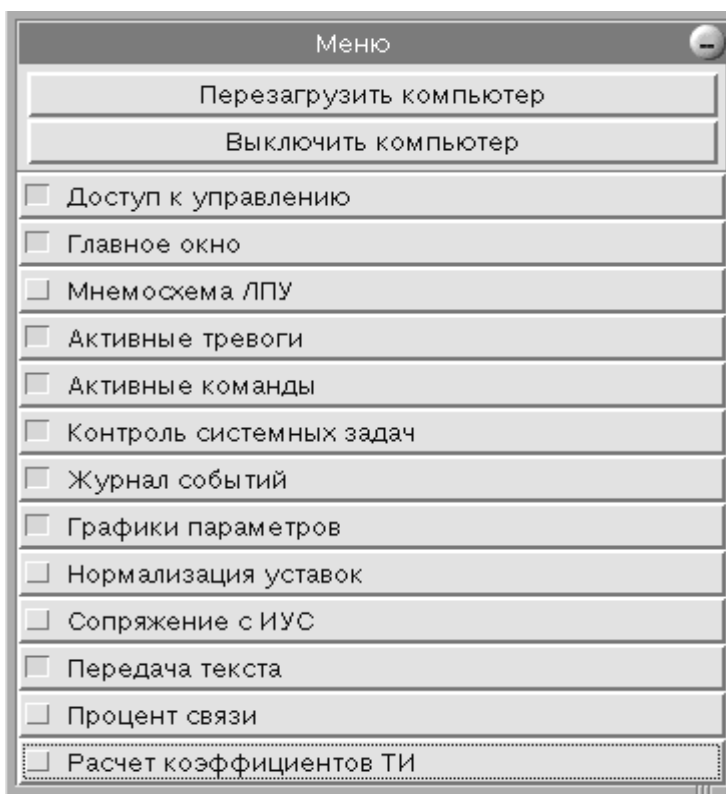 Меню
Перезагрузить компьютер
Выключить компьютер
Доступ к управлению
Главное окно
Мнемосхема ЛПУ
Активные тревоги
Активные команды
Контроль системных задач
Журнал событий
Графики параметров
Нормализация уставок
Сопряжение с ИУС
Передача текста
Процент связи
Расчет коэффициентов ТИ